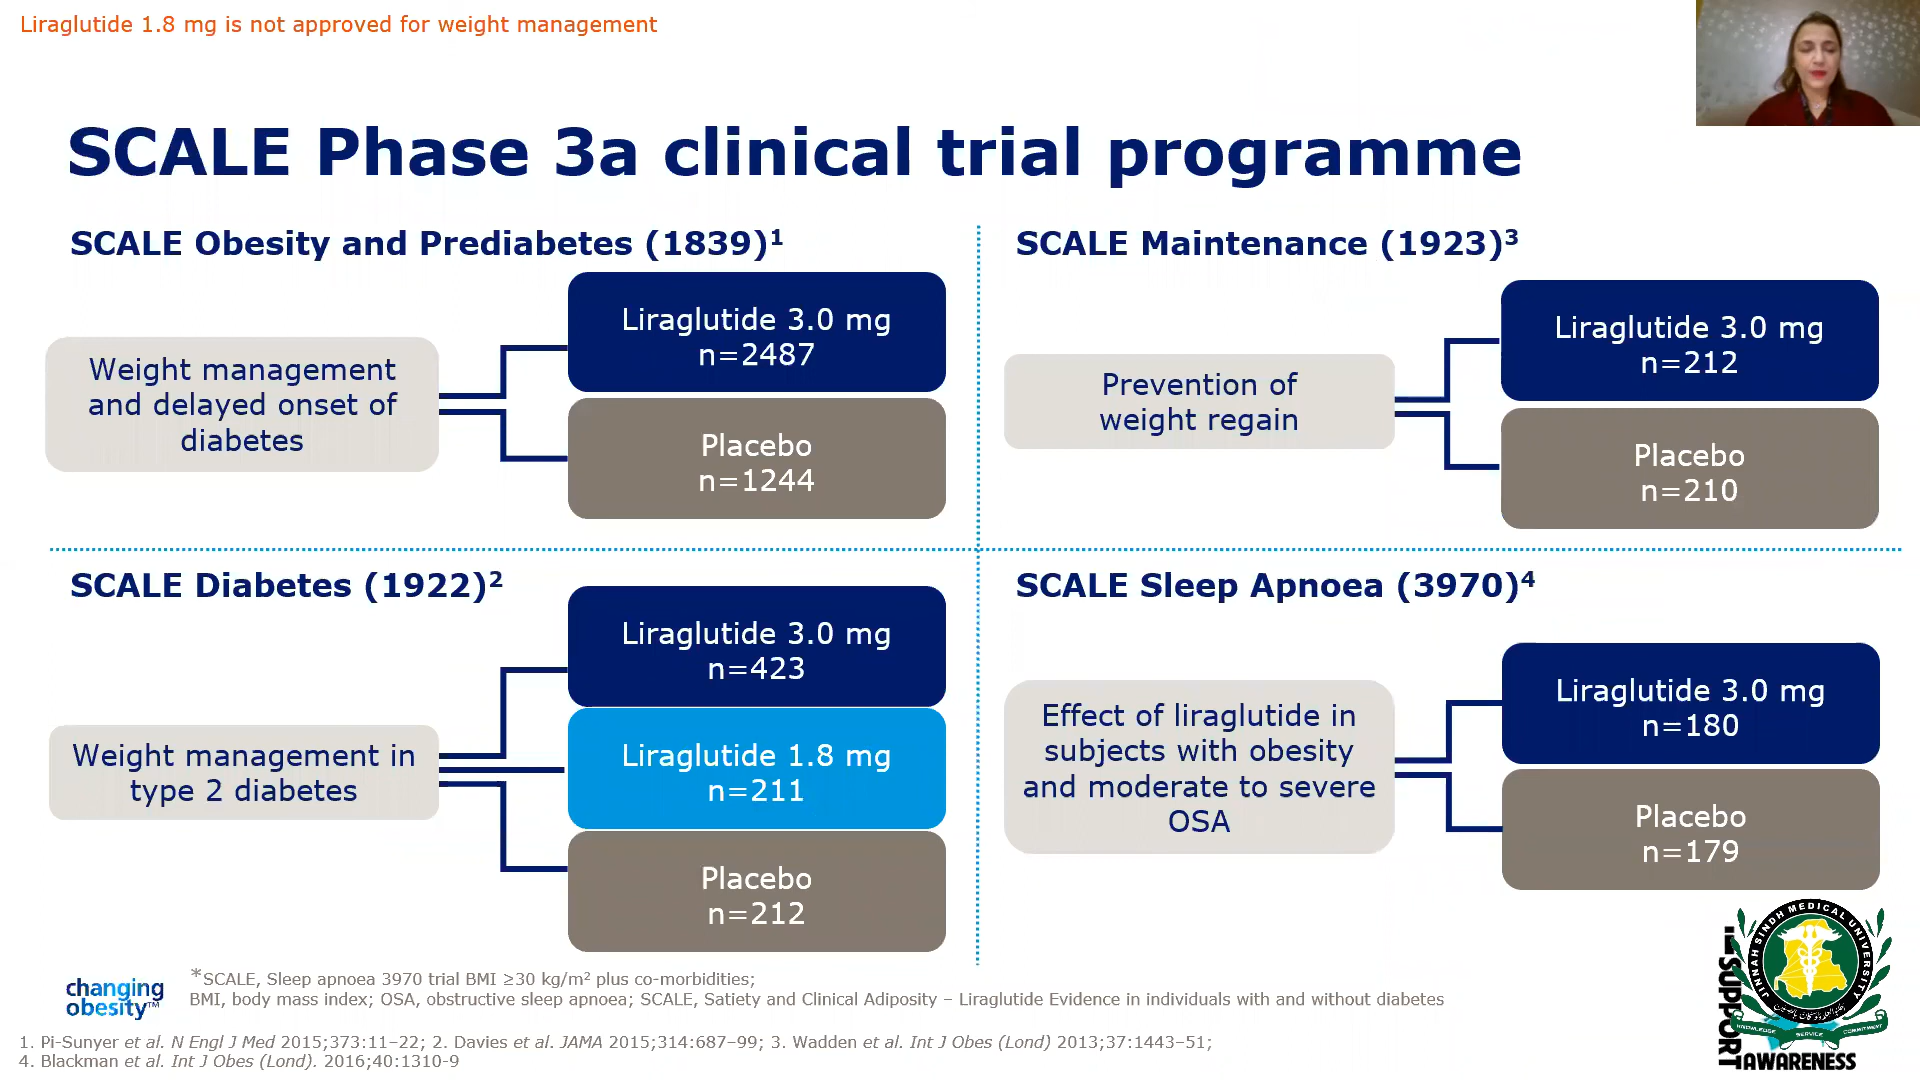 Liraglutide 1.8 mg is not approved for weight management
SCALE Phase 3a clinical trial programme
SCALE Obesity and Prediabetes (1839)¹
Weight management
and delayed onset of
diabetes
Liraglutide 3.0 mg
n=2487
Placebo
n=1244
SCALE Maintenance (1923)³
Prevention of
weight regain
Liraglutide 3.0 mg
n=212
Placebo
n=210
SCALE Diabetes (1922)²
Weight management in
type 2 diabetes
Liraglutide 3.0 mg
n=423
Liraglutide 1.8 mg
n=211
Placebo
n=212
SCALE Sleep Apnoea (3970)⁴
Effect of liraglutide in
subjects with obesity
and moderate to severe
OSA
Liraglutide 3.0 mg
n=180
Placebo
n=179
changing
obesity™
*SCALE, Sleep apnoea 3970 trial BMI ≥30 kg/m² plus co-morbidities;
BMI, body mass index; OSA, obstructive sleep apnoea; SCALE, Satiety and Clinical Adiposity – Liraglutide Evidence in individuals with and without diabetes
1. Pi-Sunyer et al. N Engl J Med 2015;373:11–22; 2. Davies et al. JAMA 2015;314:687–99; 3. Wadden et al. Int J Obes (Lond) 2013;37:1443–51;
4. Blackman et al. Int J Obes (Lond). 2016;40:1310-9
JINNAH SINDH MEDICAL UNIVERSITY
KNOWLEDGE SERVICE COMMITMENT
SUPPORT
AWARENESS